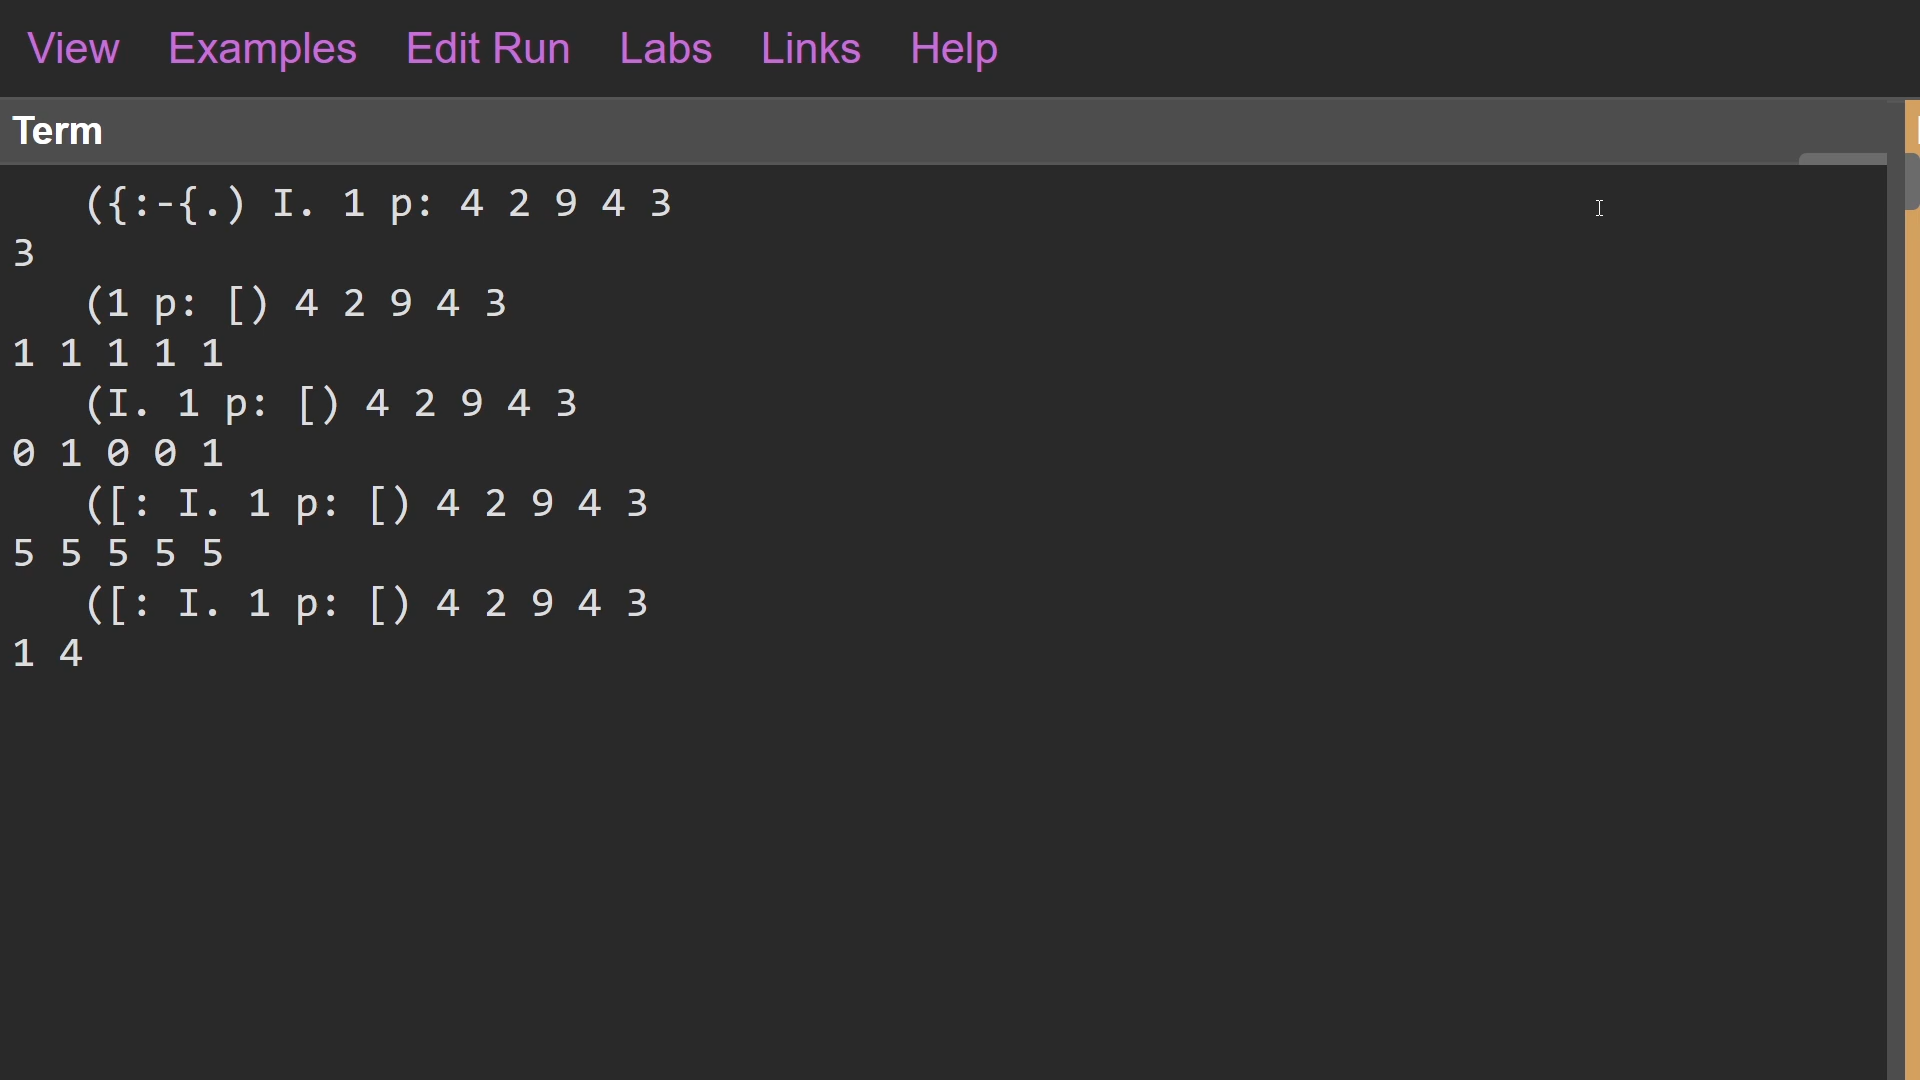 View Examples Edit Run Labs Links Help
Term
({:-{.) I. 1 p: 4 2 9 4 3
3
(1 p: [) 4 2 9 4 3
1 1 1 1 1
(I. 1 p: [) 4 2 9 4 3
0 1 0 0 1
([: I. 1 p: [) 4 2 9 4 3
5 5 5 5 5
([: I. 1 p: [) 4 2 9 4 3
1 4